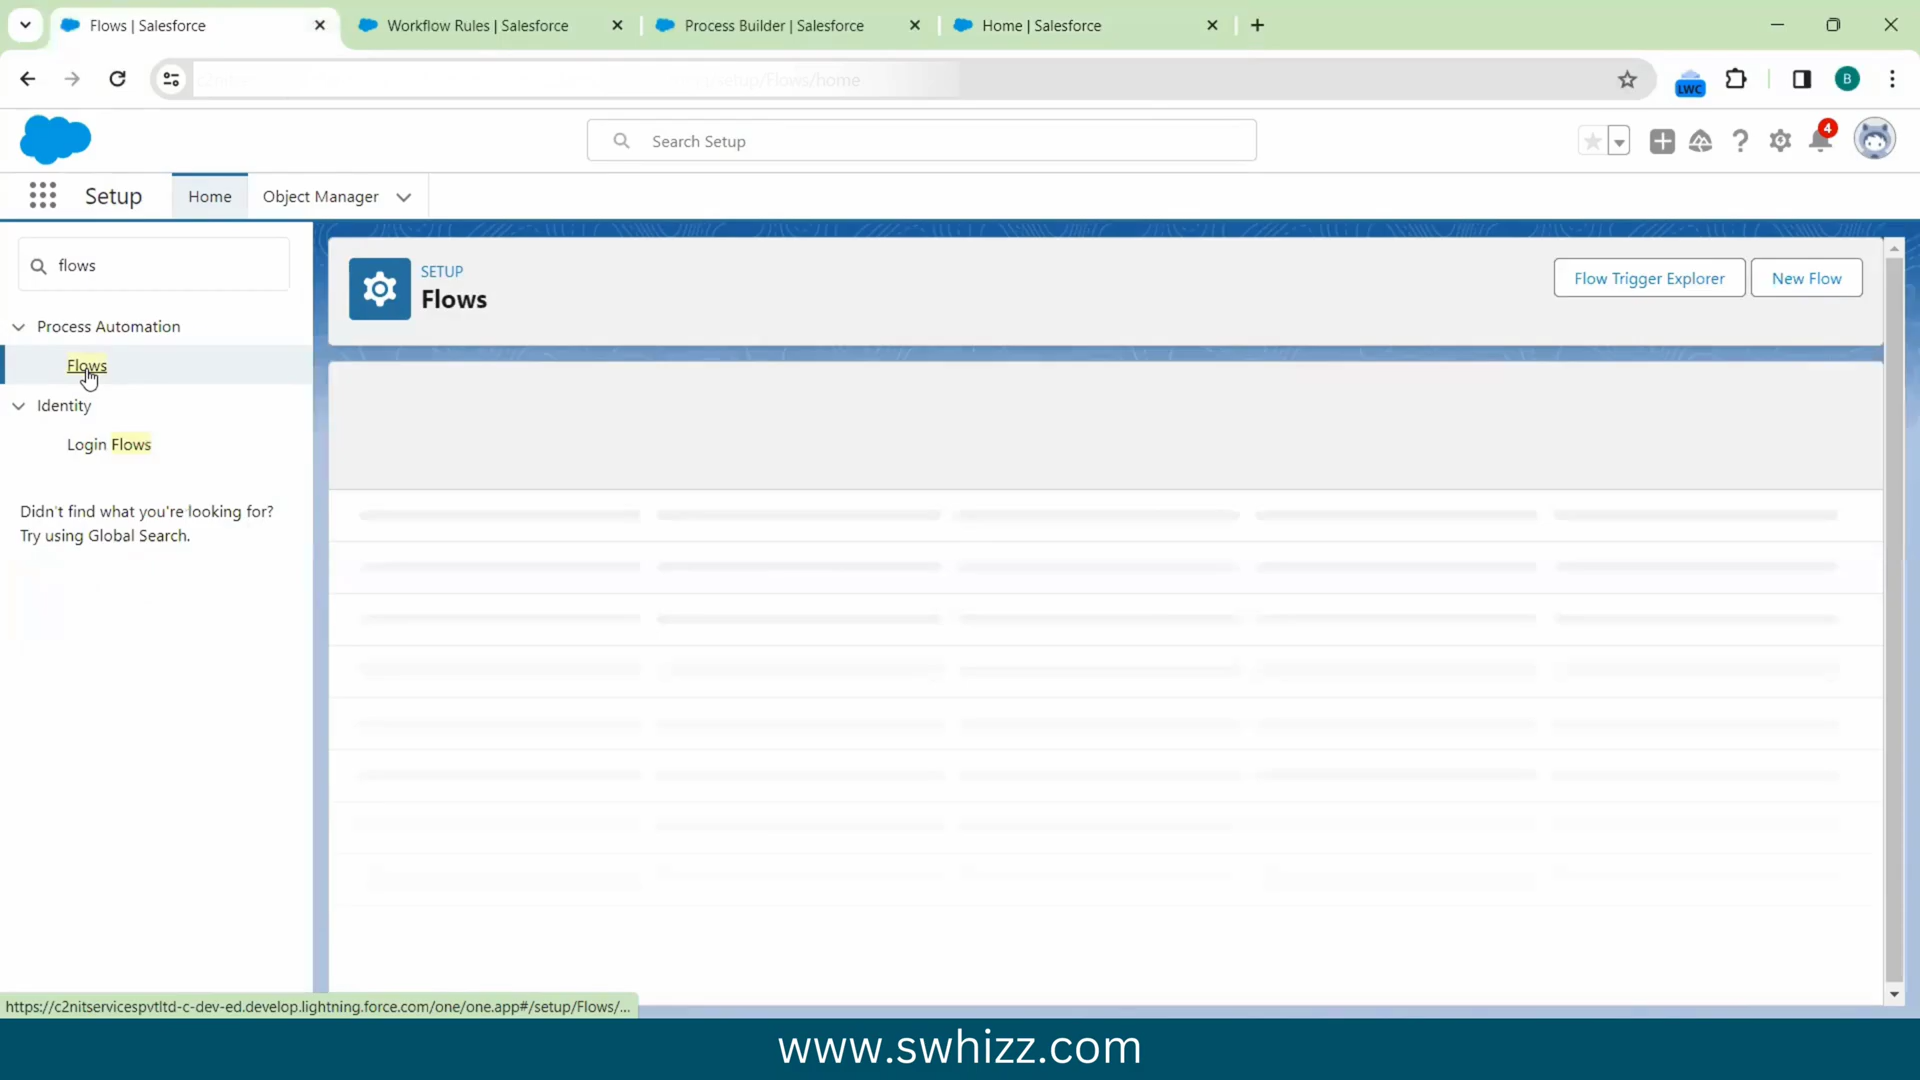 Flows | Salesforce
Workflow Rules | Salesforce
Process Builder | Salesforce
Home | Salesforce
setup/Flows/home
LWC
B
Search Setup
4
Setup
Home
Object Manager
flows
SETUP
Flows
Flow Trigger Explorer
New Flow
Process Automation
Flows
Identity
Login Flows
Didn't find what you're looking for?
Try using Global Search.
https://c2nitservicespvtltd-c-dev-ed.develop.lightning.force.com/one/one.app#/setup/Flows/...
www.swhizz.com